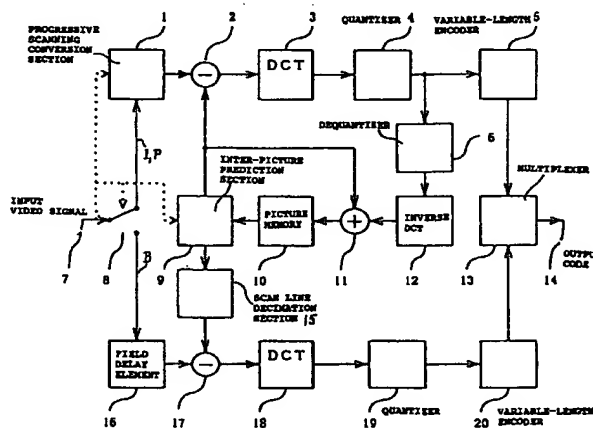 PROGRESSIVE
SCANNING
CONVERSION
SECTION
1
2
3
QUANTIZER 4
VARIABLE-LENGTH 5
ENCODER
−
DCT
DEQUANTIZER
6
I,P
INTER-PICTURE
PREDICTION
SECTION
MULTIPLEXER
INPUT
VIDEO SIGNAL
PICTURE
MEMORY
+
INVERSE
DCT
OUTPUT
CODE
7
8
B
9
10
11
12
13
14
SCAN LINE
DECIMATION
SECTION 15
FIELD
DELAY
ELEMENT
−
DCT
16
17
18
19
QUANTIZER
20
VARIABLE-LENGTH
ENCODER